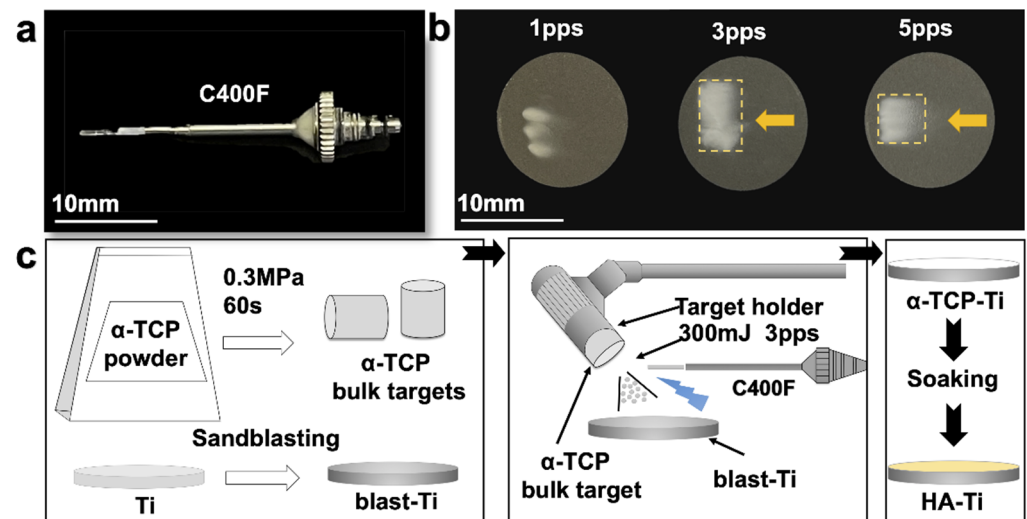 a
C400F
10mm
b
1pps
3pps
5pps
10mm
c
α-TCP
powder
0.3MPa
60s
α-TCP
bulk targets
Sandblasting
Ti
blast-Ti
Target holder
300mJ 3pps
C400F
α-TCP
bulk target
blast-Ti
α-TCP-Ti
Soaking
HA-Ti